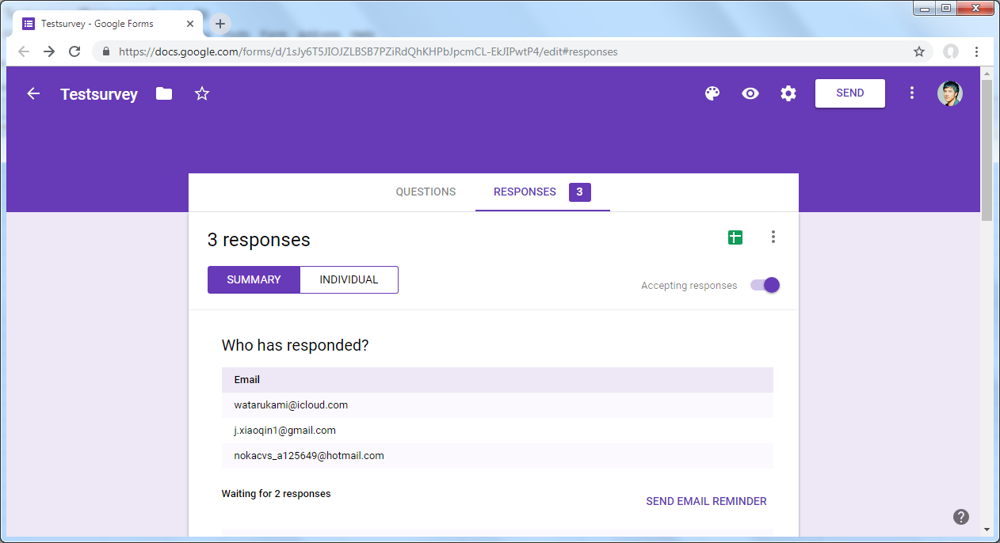 Testsurvey - Google Forms
https://docs.google.com/forms/d/1sJy6T5JIOJZLBSB7PZiRdQhKHPbJpcmCL-EkJIPwtP4/edit#responses
Testsurvey
SEND
QUESTIONS RESPONSES 3
3 responses
SUMMARY INDIVIDUAL
Accepting responses
Who has responded?
Email
watarukami@icloud.com
j.xiaoqin1@gmail.com
nokacvs_a125649@hotmail.com
Waiting for 2 responses
SEND EMAIL REMINDER